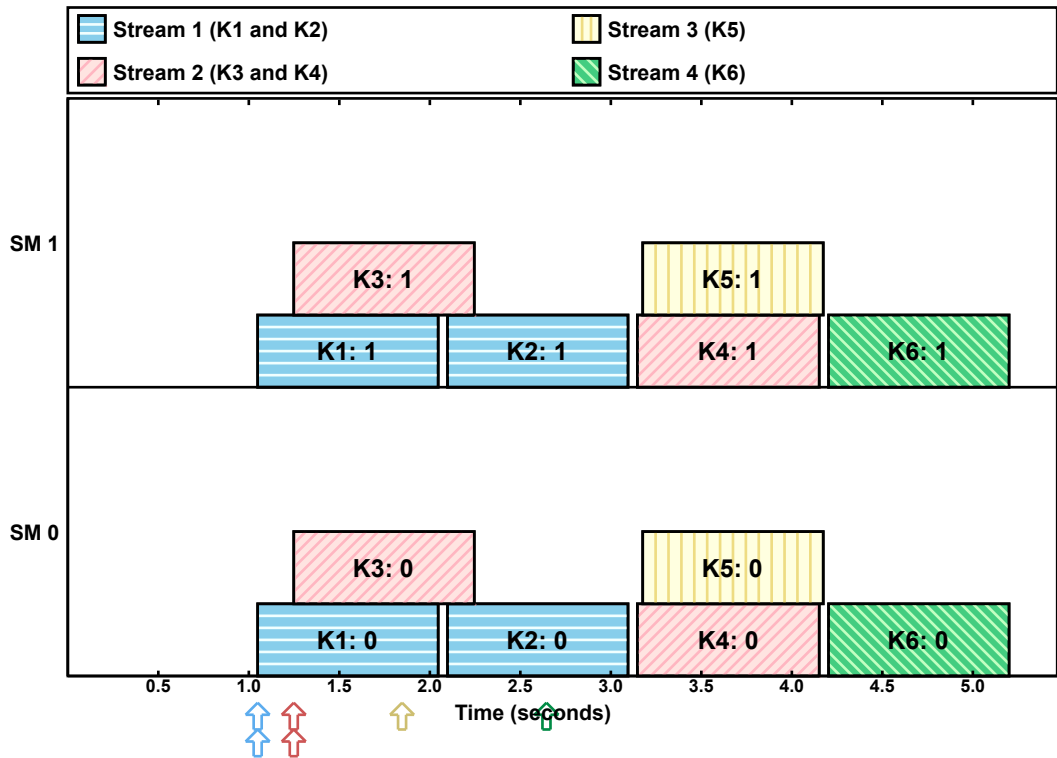 Stream 1 (K1 and K2)
Stream 3 (K5)
Stream 2 (K3 and K4)
Stream 4 (K6)
SM 1
K3: 1
K5: 1
K1: 1
K2: 1
K4: 1
K6: 1
SM 0
K3: 0
K5: 0
K1: 0
K2: 0
K4: 0
K6: 0
0.5 1.0 1.5 2.0 2.5 3.0 3.5 4.0 4.5 5.0
Time (seconds)